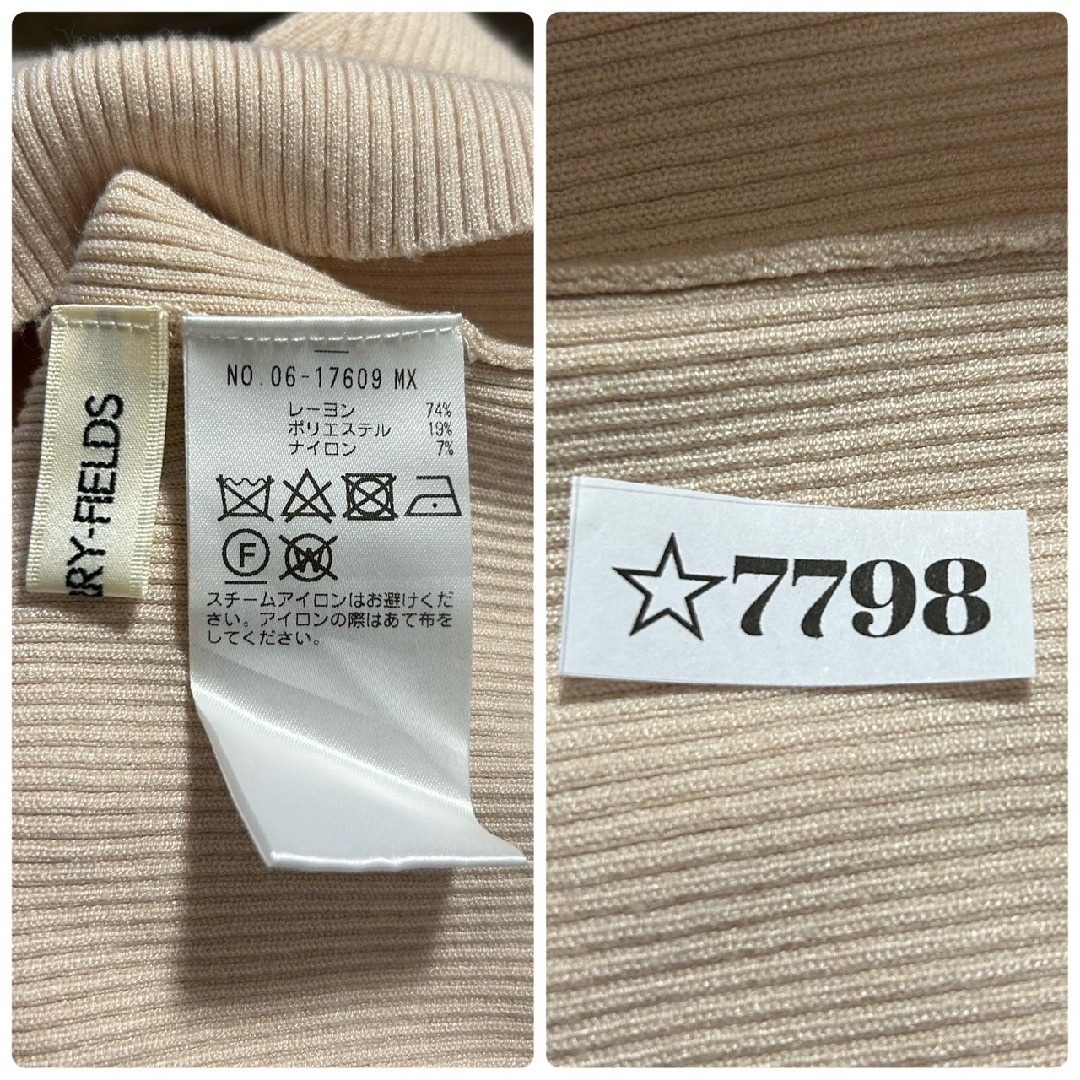 RY-FIELDS
NO.06-17609 MX
レーヨン 74%
ポリエステル 19%
ナイロン 7%
F
W
スチームアイロンはお避けくだ
さい。アイロンの際はあて布を
してください。
☆7798